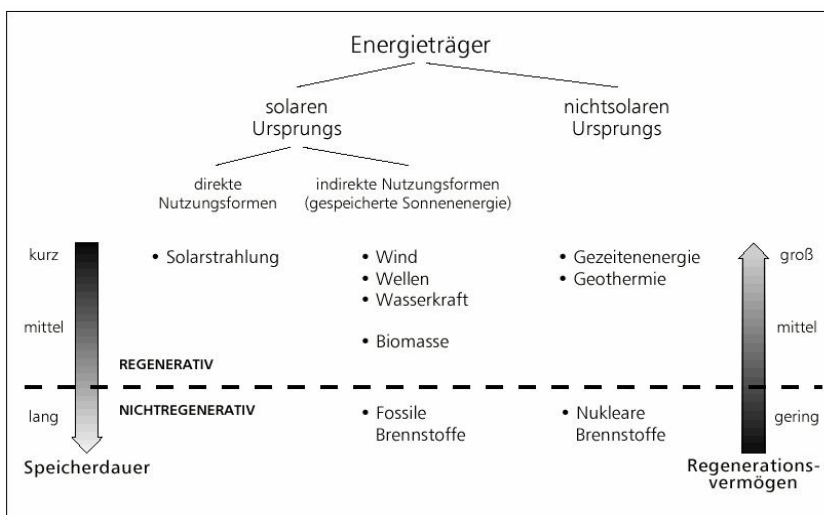 Energieträger
solaren
Ursprungs
nichtsolaren
Ursprungs
direkte
Nutzungsformen
indirekte Nutzungsformen
(gespeicherte Sonnenenergie)
kurz
• Solarstrahlung
• Wind
• Gezeitenenergie
groß
• Wellen
• Geothermie
• Wasserkraft
mittel
mittel
• Biomasse
REGENERATIV
NICHTREGENERATIV
lang
• Fossile
Brennstoffe
• Nukleare
Brennstoffe
gering
Speicherdauer
Regenerations-
vermögen